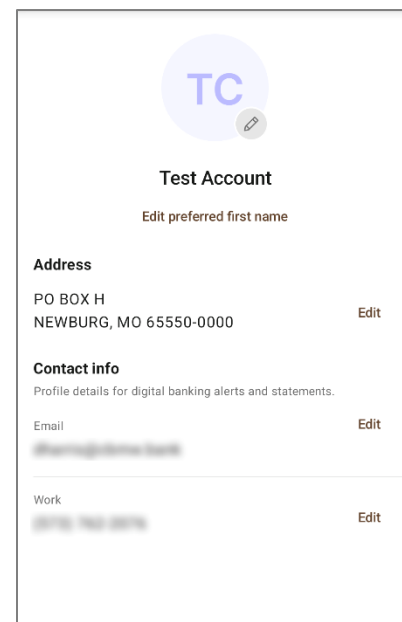 TC
Test Account
Edit preferred first name
Address
PO BOX H
NEWBURG, MO 65550-0000
Edit
Contact info
Profile details for digital banking alerts and statements.
Email
Edit
Work
Edit